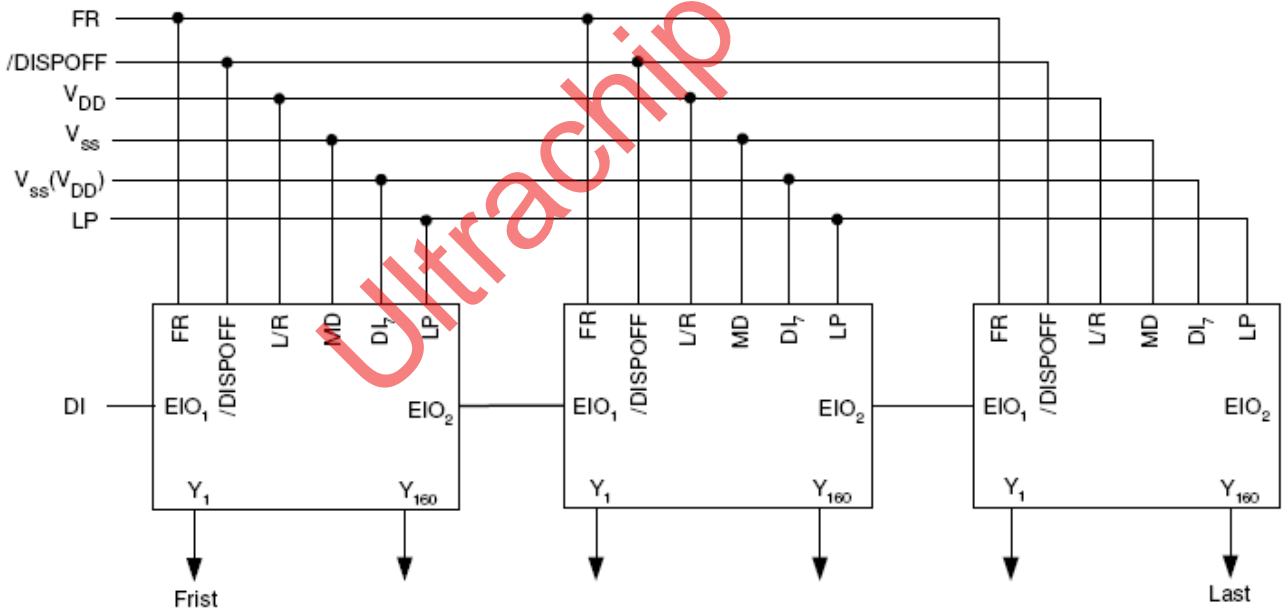 FR
/DISPOFF
VDD
Vss
Vss(VDD)
LP
FR
/DISPOFF
L/R
MD
DI7
LP
FR
/DISPOFF
L/R
MD
DI7
LP
FR
/DISPOFF
L/R
MD
DI7
LP
DI
EIO1
EIO2
EIO1
EIO2
EIO1
EIO2
Y1
Y160
Y1
Y160
Y1
Y160
Frist
Last
Ultrachip